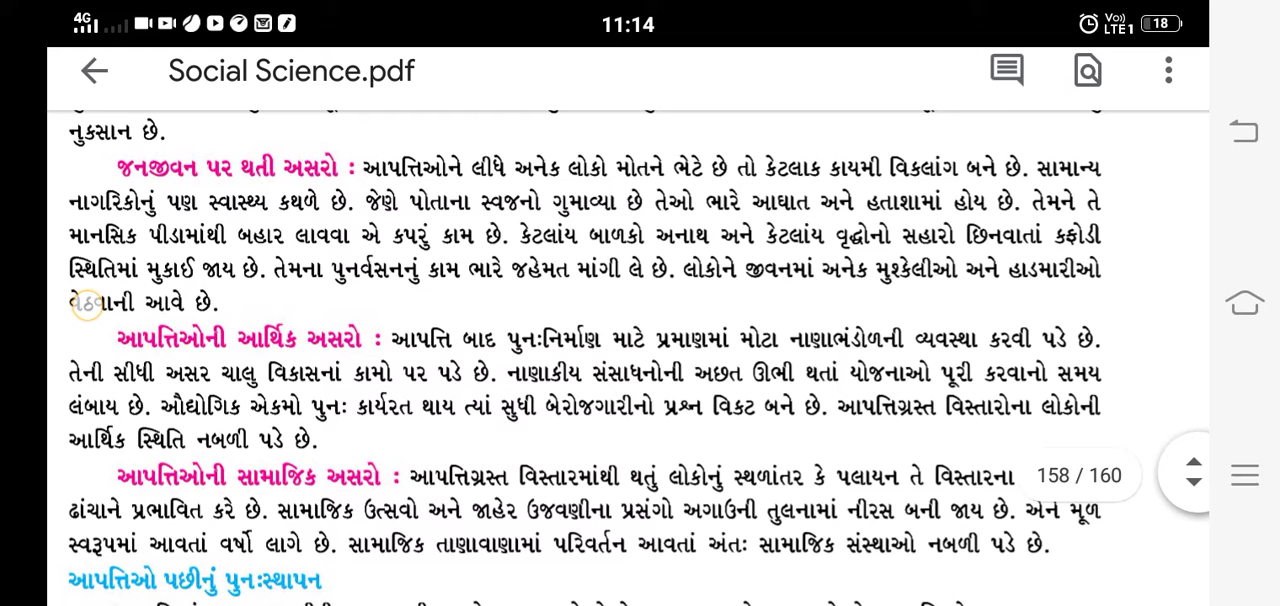 4G
11:14
Vo)) LTE1
18
Social Science.pdf
નુકસાન છે.
જનજીવન પર થતી અસરો : આપત્તિઓને લીધે અનેક લોકો મોતને ભેટે છે તો કેટલાક કાયમી વિકલાંગ બને છે. સામાન્ય
નાગરિકોનું પણ સ્વાસ્થ્ય કથળે છે. જેણે પોતાના સ્વજનો ગુમાવ્યા છે તેઓ ભારે આઘાત અને હતાશામાં હોય છે. તેમને તે
માનસિક પીડામાંથી બહાર લાવવા એ કપરું કામ છે. કેટલાંય બાળકો અનાથ અને કેટલાંય વૃદ્ધોનો સહારો છિનવાતાં કફોડી
સ્થિતિમાં મુકાઈ જાય છે. તેમના પુનર્વસનનું કામ ભારે જહેમત માંગી લે છે. લોકોને જીવનમાં અનેક મુશ્કેલીઓ અને હાડમારીઓ
વેઠવાની આવે છે.
આપત્તિઓની આર્થિક અસરો : આપત્તિ બાદ પુનઃનિર્માણ માટે પ્રમાણમાં મોટા નાણાભંડોળની વ્યવસ્થા કરવી પડે છે.
તેની સીધી અસર ચાલુ વિકાસનાં કામો પર પડે છે. નાણાકીય સંસાધનોની અછત ઊભી થતાં યોજનાઓ પૂરી કરવાનો સમય
લંબાય છે. ઔદ્યોગિક એકમો પુનઃ કાર્યરત થાય ત્યાં સુધી બેરોજગારીનો પ્રશ્ન વિકટ બને છે. આપત્તિગ્રસ્ત વિસ્તારોના લોકોની
આર્થિક સ્થિતિ નબળી પડે છે.
આપત્તિઓની સામાજિક અસરો : આપત્તિગ્રસ્ત વિસ્તારમાંથી થતું લોકોનું સ્થળાંતર કે પલાયન તે વિસ્તારના
158 / 160
ઢાંચાને પ્રભાવિત કરે છે. સામાજિક ઉત્સવો અને જાહેર ઉજવણીના પ્રસંગો અગાઉની તુલનામાં નીરસ બની જાય છે. એને મૂળ
સ્વરૂપમાં આવતાં વર્ષો લાગે છે. સામાજિક તાણાવાણામાં પરિવર્તન આવતાં અંતઃ સામાજિક સંસ્થાઓ નબળી પડે છે.
આપત્તિઓ પછીનું પુનઃસ્થાપન